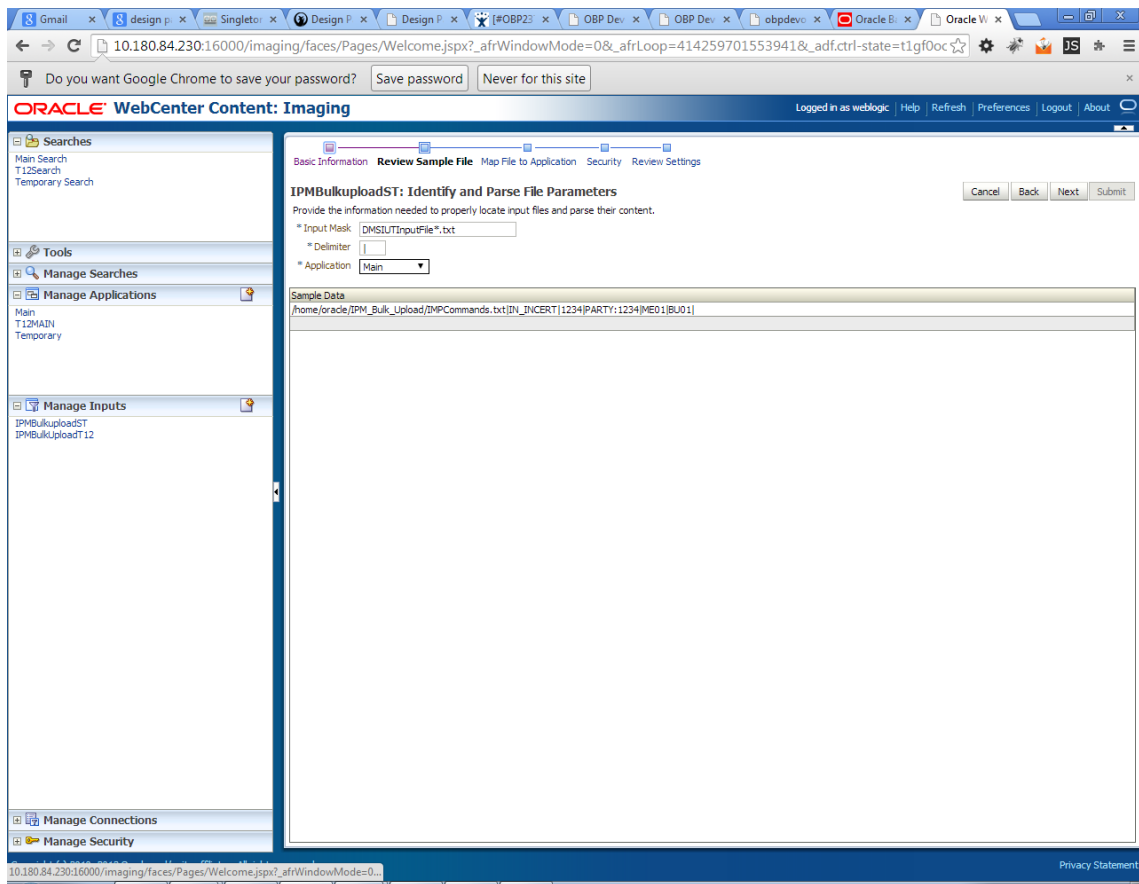 Gmail
design p
Singletor
Design P
Design P
[#OBP23
OBP Dev
OBP Dev
obpdevo
Oracle B
Oracle W
10.180.84.230:16000/imaging/faces/Pages/Welcome.jspx?_afrWindowMode=0&_afrLoop=414259701553941&_adf.ctrl-state=t1gf0oc
JS
Do you want Google Chrome to save your password? Save password Never for this site
ORACLE WebCenter Content: Imaging
Logged in as weblogic Help Refresh Preferences Logout About
Searches
Main Search
T12Search
Temporary Search
Tools
Manage Searches
Manage Applications
Main
T12MAIN
Temporary
Manage Inputs
IPMBulkuploadST
IPMBulkUploadT12
Manage Connections
Manage Security
Basic Information Review Sample File Map File to Application Security Review Settings
IPMBulkuploadST: Identify and Parse File Parameters
Cancel Back Next Submit
Provide the information needed to properly locate input files and parse their content.
* Input Mask DMSIUTInputFile*.txt
* Delimiter |
* Application Main
Sample Data
/home/oracle/IPM_Bulk_Upload/IMPCommands.txt|IN_INCERT|1234|PARTY:1234|ME01|BU01|
10.180.84.230:16000/imaging/faces/Pages/Welcome.jspx?_afrWindowMode=0...
Privacy Statement